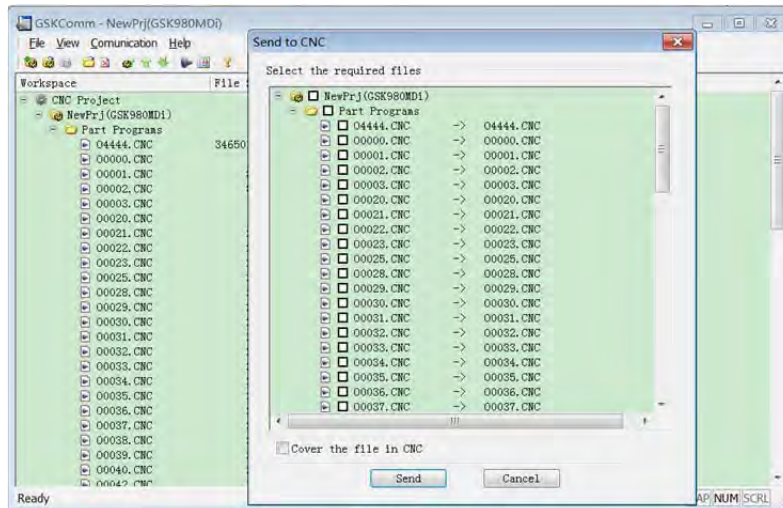 GSKComm - NewPrj(GSK980MDi)
File View Comunication Help
Workspace File
CNC Project
NewPrj(GSK980MDi)
Part Programs
O4444.CNC 34650
O0000.CNC
O0001.CNC
O0002.CNC
O0003.CNC
O0020.CNC
O0021.CNC
O0022.CNC
O0023.CNC
O0025.CNC
O0028.CNC
O0029.CNC
O0030.CNC
O0031.CNC
O0032.CNC
O0033.CNC
O0034.CNC
O0035.CNC
O0036.CNC
O0037.CNC
O0038.CNC
O0039.CNC
O0040.CNC
O0042.CNC
Ready
Send to CNC
Select the required files
NewPrj(GSK980MDi)
Part Programs
O4444.CNC -> O4444.CNC
O0000.CNC -> O0000.CNC
O0001.CNC -> O0001.CNC
O0002.CNC -> O0002.CNC
O0003.CNC -> O0003.CNC
O0020.CNC -> O0020.CNC
O0021.CNC -> O0021.CNC
O0022.CNC -> O0022.CNC
O0023.CNC -> O0023.CNC
O0025.CNC -> O0025.CNC
O0028.CNC -> O0028.CNC
O0029.CNC -> O0029.CNC
O0030.CNC -> O0030.CNC
O0031.CNC -> O0031.CNC
O0032.CNC -> O0032.CNC
O0033.CNC -> O0033.CNC
O0034.CNC -> O0034.CNC
O0035.CNC -> O0035.CNC
O0036.CNC -> O0036.CNC
O0037.CNC -> O0037.CNC
Cover the file in CNC
Send Cancel
AP NUM SCRL